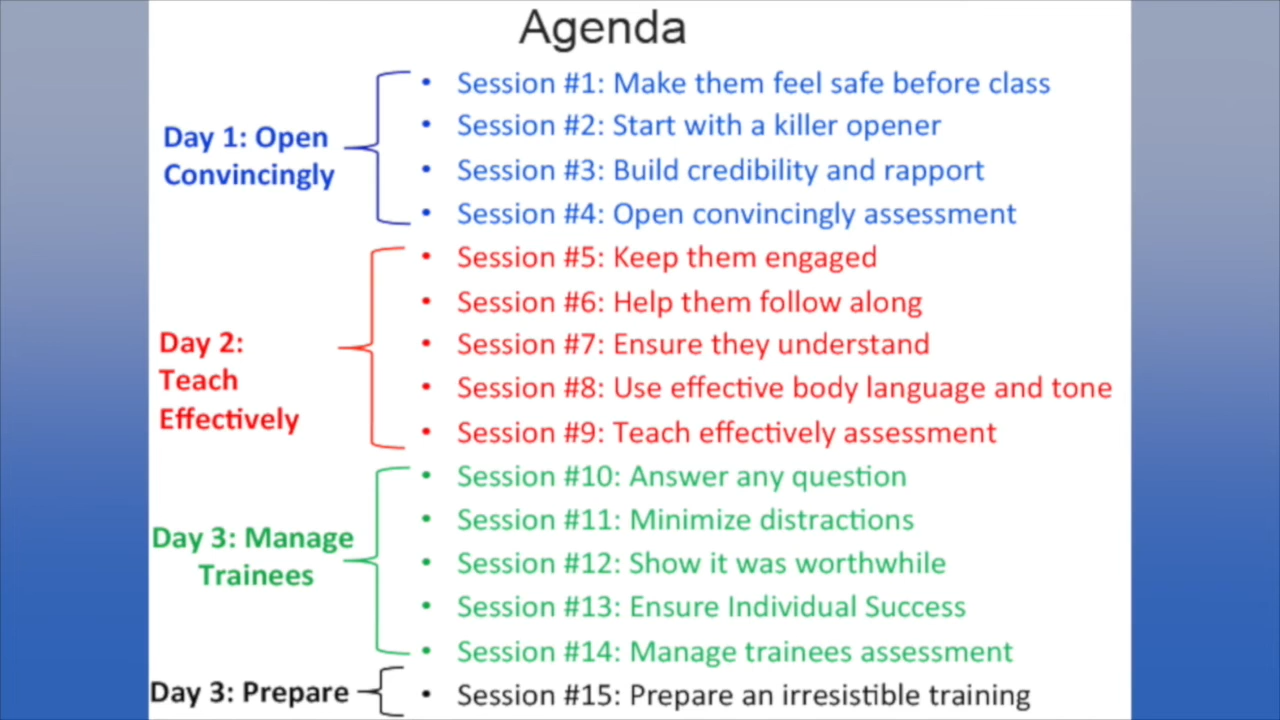 Agenda
Day 1: Open
Convincingly
• Session #1: Make them feel safe before class
• Session #2: Start with a killer opener
• Session #3: Build credibility and rapport
• Session #4: Open convincingly assessment
Day 2:
Teach
Effectively
• Session #5: Keep them engaged
• Session #6: Help them follow along
• Session #7: Ensure they understand
• Session #8: Use effective body language and tone
• Session #9: Teach effectively assessment
Day 3: Manage
Trainees
• Session #10: Answer any question
• Session #11: Minimize distractions
• Session #12: Show it was worthwhile
• Session #13: Ensure Individual Success
• Session #14: Manage trainees assessment
Day 3: Prepare
• Session #15: Prepare an irresistible training